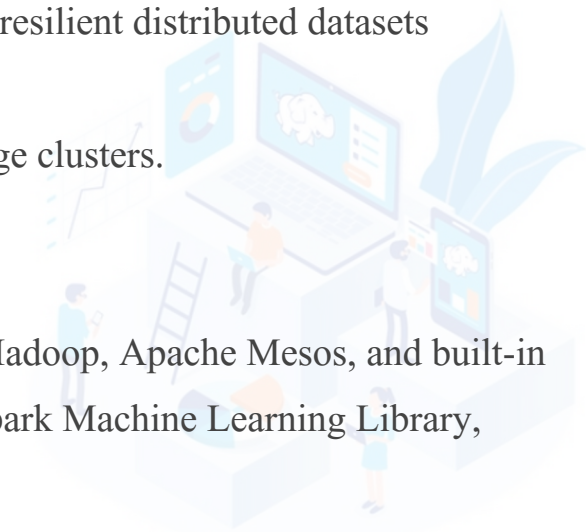 resilient distributed datasets
ge clusters.
Hadoop, Apache Mesos, and built-in
park Machine Learning Library,